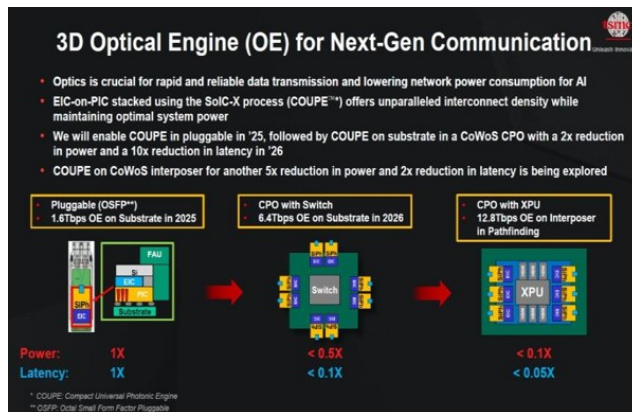 tsmc
Unleash Innova
3D Optical Engine (OE) for Next-Gen Communication
• Optics is crucial for rapid and reliable data transmission and lowering network power consumption for AI
• EIC-on-PIC stacked using the SoIC-X process (COUPE™*) offers unparalleled interconnect density while
maintaining optimal system power
• We will enable COUPE in pluggable in '25, followed by COUPE on substrate in a CoWoS CPO with a 2x reduction
in power and a 10x reduction in latency in '26
• COUPE on CoWoS interposer for another 5x reduction in power and 2x reduction in latency is being explored
• Pluggable (OSFP**)
• 1.6Tbps OE on Substrate in 2025
• CPO with Switch
• 6.4Tbps OE on Substrate in 2026
• CPO with XPU
• 12.8Tbps OE on Interposer
in Pathfinding
SiPh
EIC
FAU
Si
EIC
PIC
Substrate
Switch
XPU
Power: 1X < 0.5X < 0.1X
Latency: 1X < 0.1X < 0.05X
* COUPE: Compact Universal Photonic Engine
** OSFP: Octal Small Form Factor Pluggable